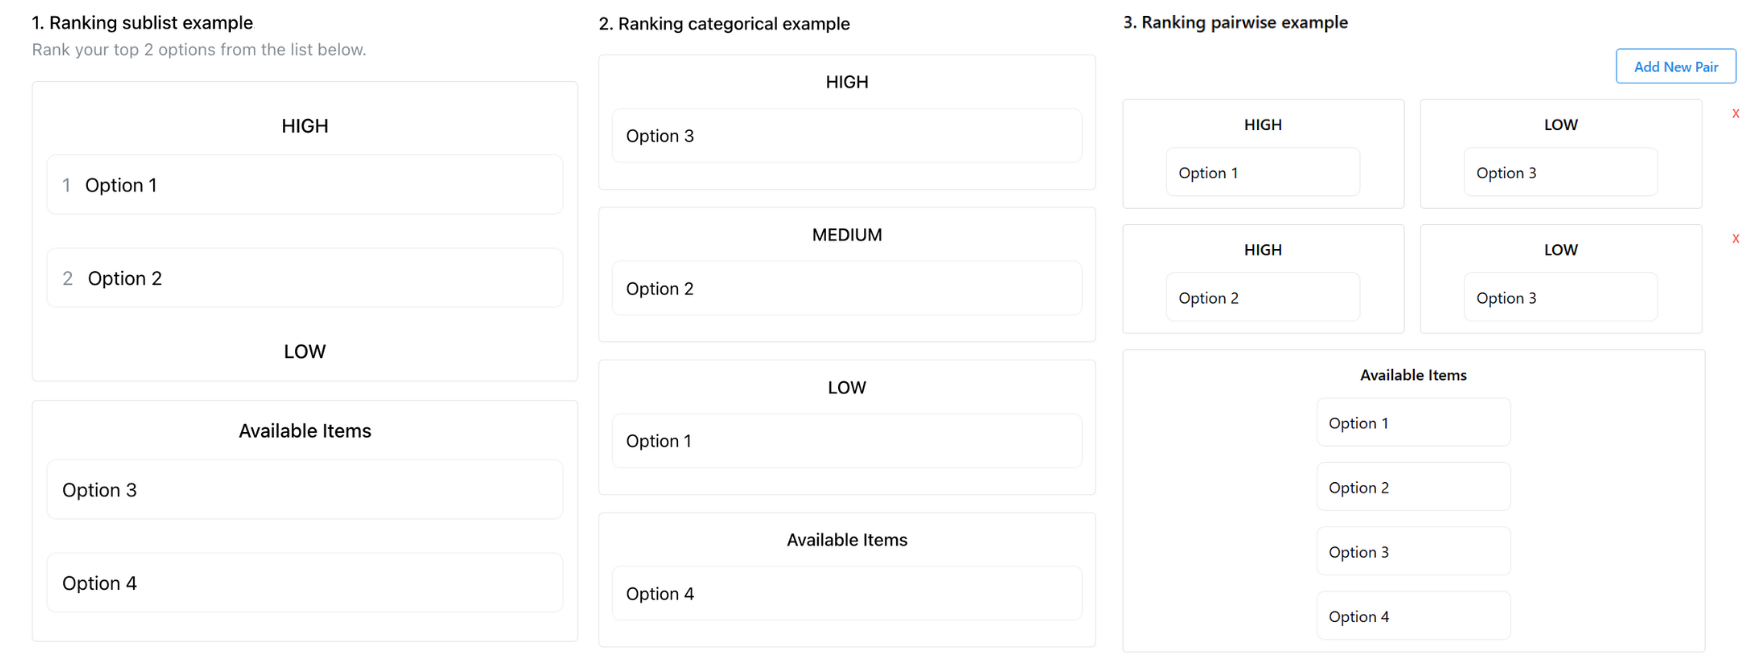 1. Ranking sublist example
Rank your top 2 options from the list below.
HIGH
1 Option 1
2 Option 2
LOW
Available Items
Option 3
Option 4
2. Ranking categorical example
HIGH
Option 3
MEDIUM
Option 2
LOW
Option 1
Available Items
Option 4
3. Ranking pairwise example
Add New Pair
HIGH LOW x
Option 1 Option 3
HIGH LOW x
Option 2 Option 3
Available Items
Option 1
Option 2
Option 3
Option 4